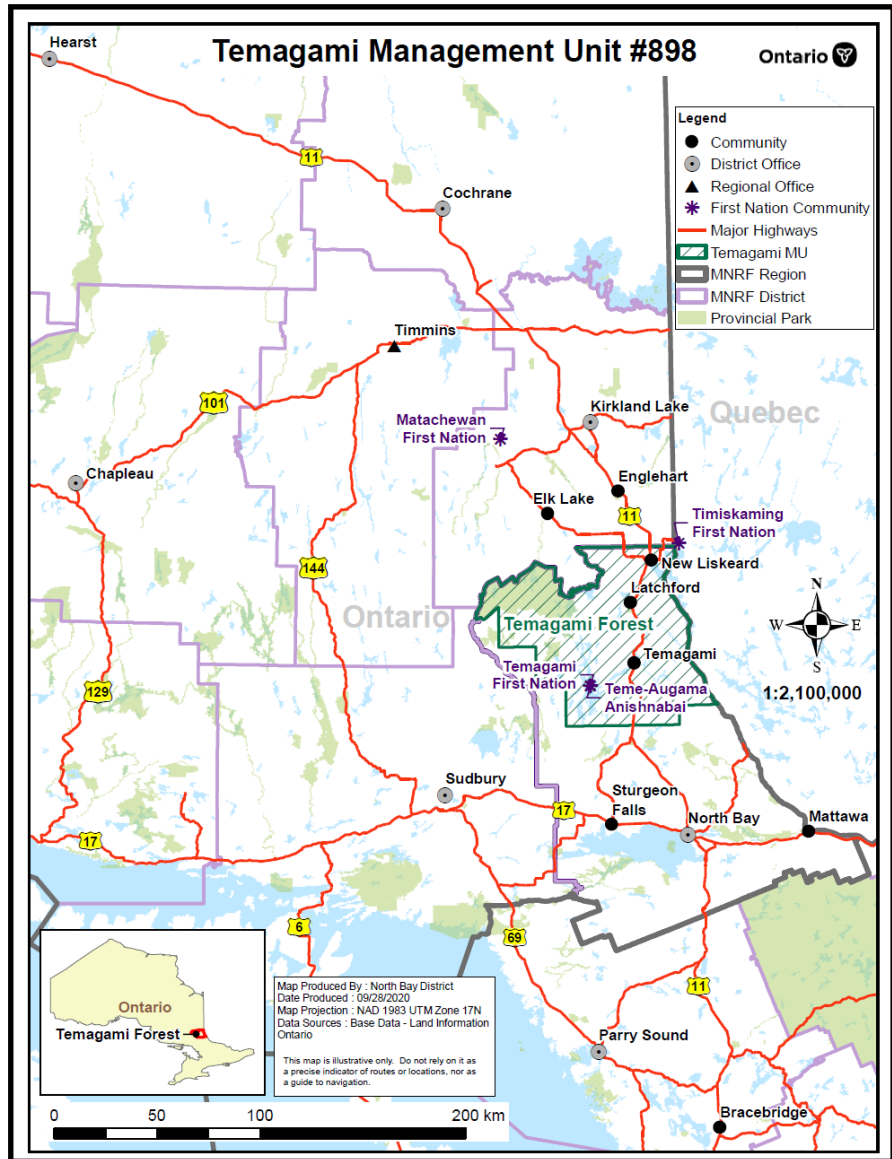 Hearst
Temagami Management Unit #898
Ontario
Legend
Community
District Office
Regional Office
First Nation Community
Major Highways
Temagami MU
MNRF Region
MNRF District
Provincial Park
11
Cochrane
Timmins
101
Kirkland Lake
Quebec
Matachewan
First Nation
Chapleau
Englehart
Elk Lake
11
Timiskaming
First Nation
New Liskeard
144
Latchford
Ontario
Temagami Forest
N
W
E
S
Temagami
Temagami
First Nation
Teme-Augama
Anishnabai
129
1:2,100,000
Sudbury
Sturgeon
Falls
17
North Bay
Mattawa
17
6
69
11
Ontario
Temagami Forest
Map Produced By : North Bay District
Date Produced : 09/28/2020
Map Projection : NAD 1983 UTM Zone 17N
Data Sources : Base Data - Land Information
Ontario
This map is illustrative only. Do not rely on it as
a precise indicator of routes or locations, nor as
a guide to navigation.
Parry Sound
0 50 100 200 km
Bracebridge